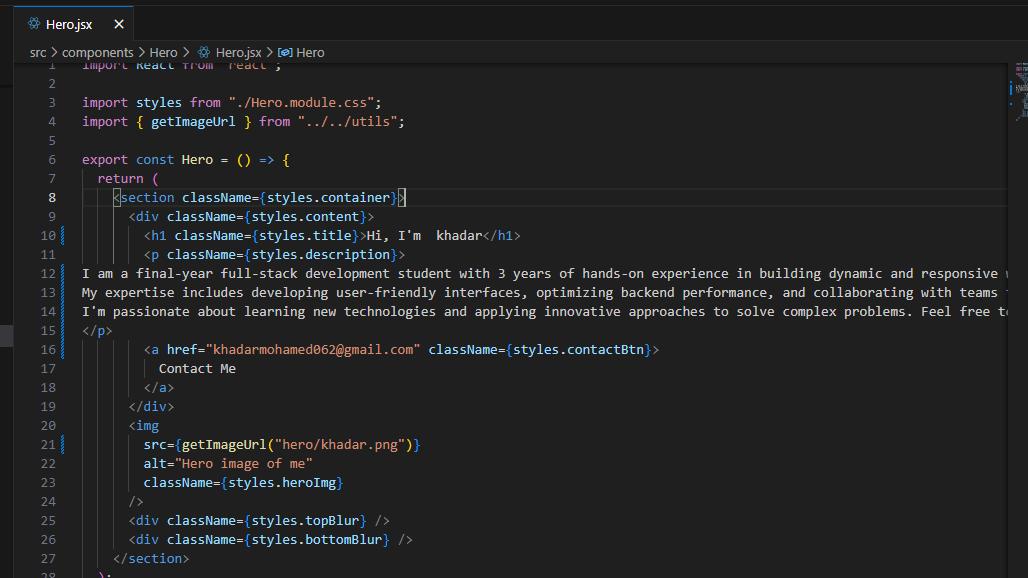 Hero.jsx
src > components > Hero > Hero.jsx > Hero
1 import React from "react";
2
3 import styles from "./Hero.module.css";
4 import { getImageUrl } from "../../utils";
5
6 export const Hero = () => {
7 return (
8 <section className={styles.container}>
9 <div className={styles.content}>
10 <h1 className={styles.title}>Hi, I'm  khadar</h1>
11 <p className={styles.description}>
12 I am a final-year full-stack development student with 3 years of hands-on experience in building dynamic and responsive
13 My expertise includes developing user-friendly interfaces, optimizing backend performance, and collaborating with teams
14 I'm passionate about learning new technologies and applying innovative approaches to solve complex problems. Feel free
15 </p>
16 <a href="khadarmohamed062@gmail.com" className={styles.contactBtn}>
17 Contact Me
18 </a>
19 </div>
20 <img
21 src={getImageUrl("hero/khadar.png")}
22 alt="Hero image of me"
23 className={styles.heroImg}
24 />
25 <div className={styles.topBlur} />
26 <div className={styles.bottomBlur} />
27 </section>
28 );